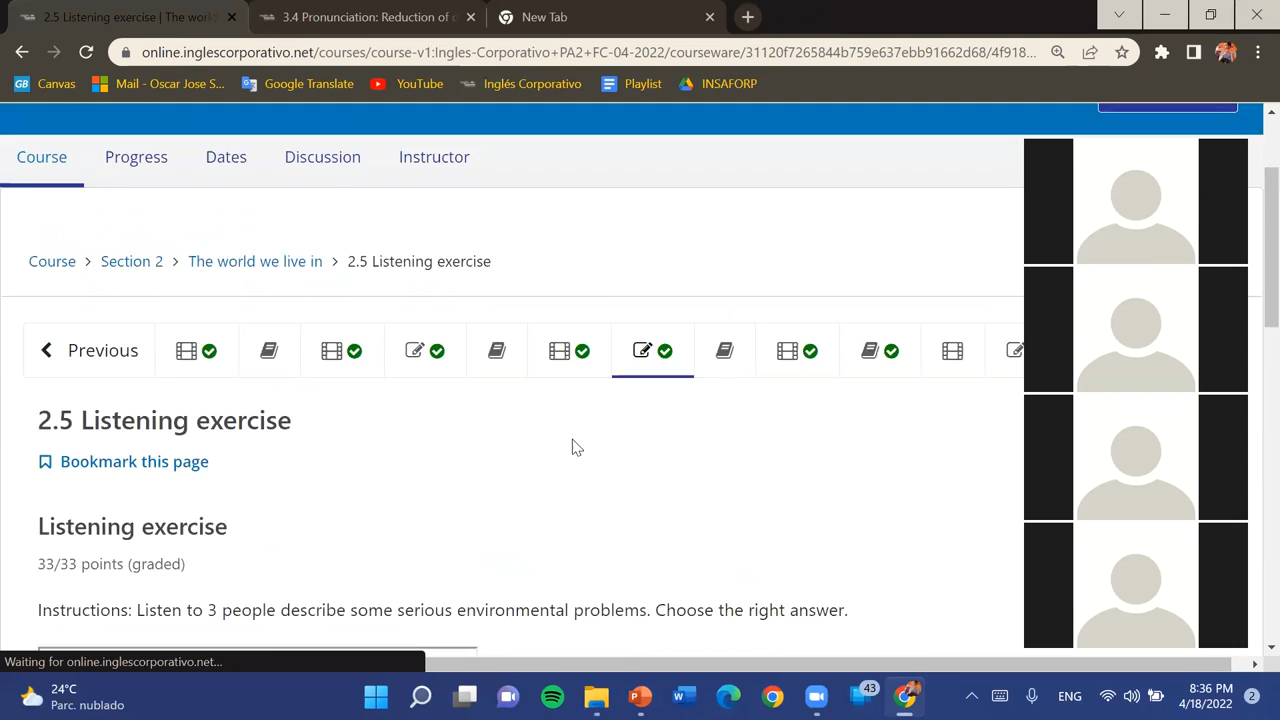 2.5 Listening exercise | The worl
3.4 Pronunciation: Reduction of d
New Tab
online.inglescorporativo.net/courses/course-v1:Ingles-Corporativo+PA2+FC-04-2022/courseware/31120f7265844b759e637ebb91662d68/4f918...
Canvas
Mail - Oscar Jose S...
Google Translate
YouTube
Inglés Corporativo
Playlist
INSAFORP
Course
Progress
Dates
Discussion
Instructor
Course > Section 2 > The world we live in > 2.5 Listening exercise
Previous
2.5 Listening exercise
Bookmark this page
Listening exercise
33/33 points (graded)
Instructions: Listen to 3 people describe some serious environmental problems. Choose the right answer.
Waiting for online.inglescorporativo.net...
24°C
Parc. nublado
43
ENG
8:36 PM
4/18/2022
2